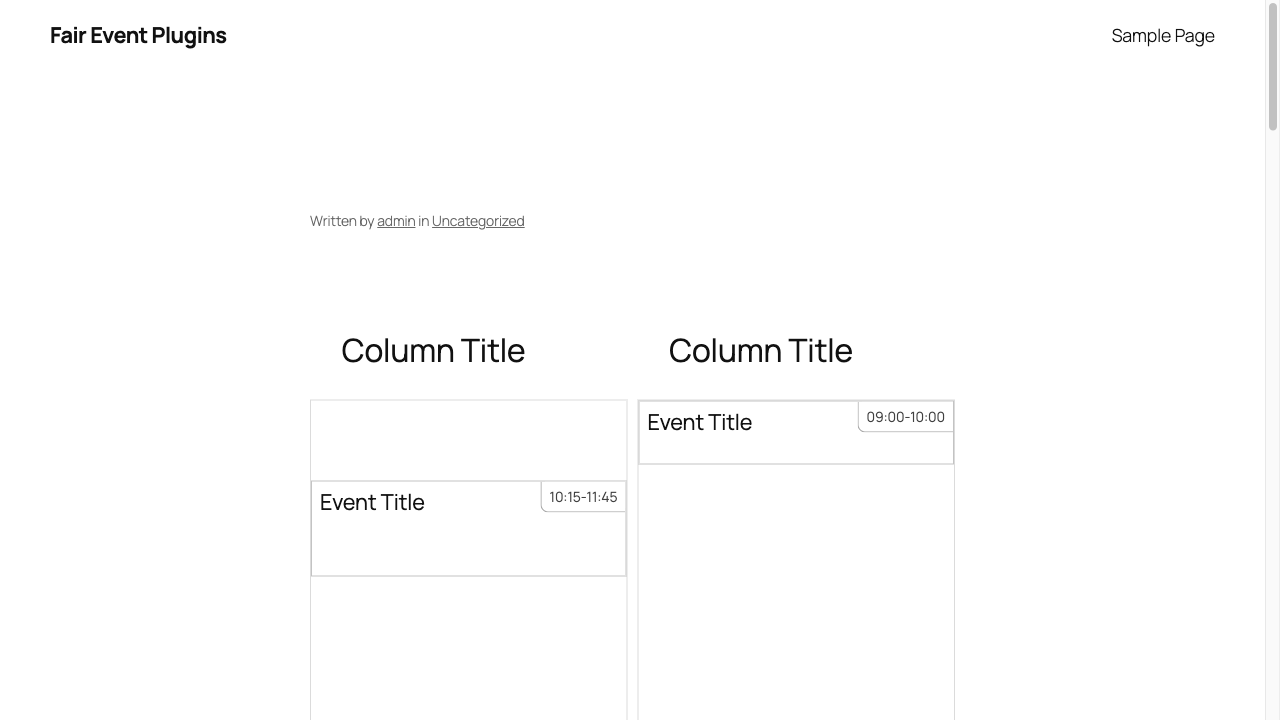 Fair Event Plugins
Sample Page
Written by admin in Uncategorized
Column Title
Column Title
Event Title
09:00-10:00
Event Title
10:15-11:45